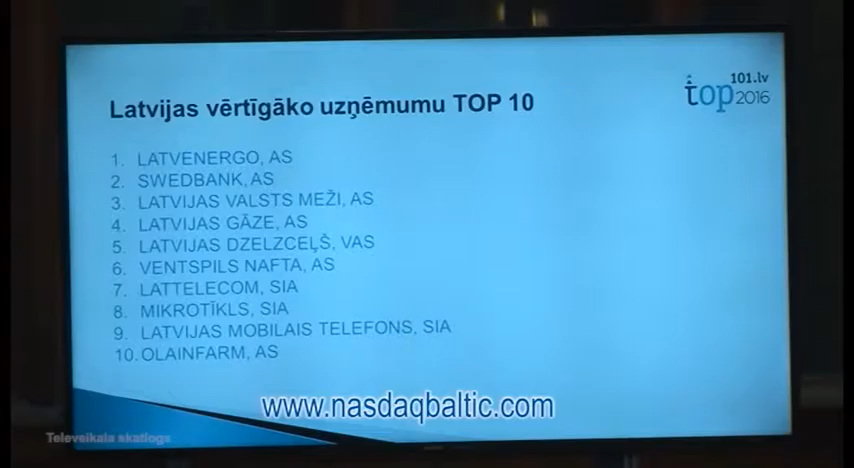 101.lv
Latvijas vērtīgāko uzņēmumu TOP 10
top
2016
1. LATVENERGO, AS
2. SWEDBANK, AS
3. LATVIJAS VALSTS MEŽI, AS
4. LATVIJAS GĀZE, AS
5. LATVIJAS DZELZCEĻŠ, VAS
6. VENTSPILS NAFTA, AS
7. LATTELECOM, SIA
8. MIKROTĪKLS, SIA
9. LATVIJAS MOBILAIS TELEFONS, SIA
10. OLAINFARM, AS
www.nasdaqbaltic.com
Televeikala skatlogs